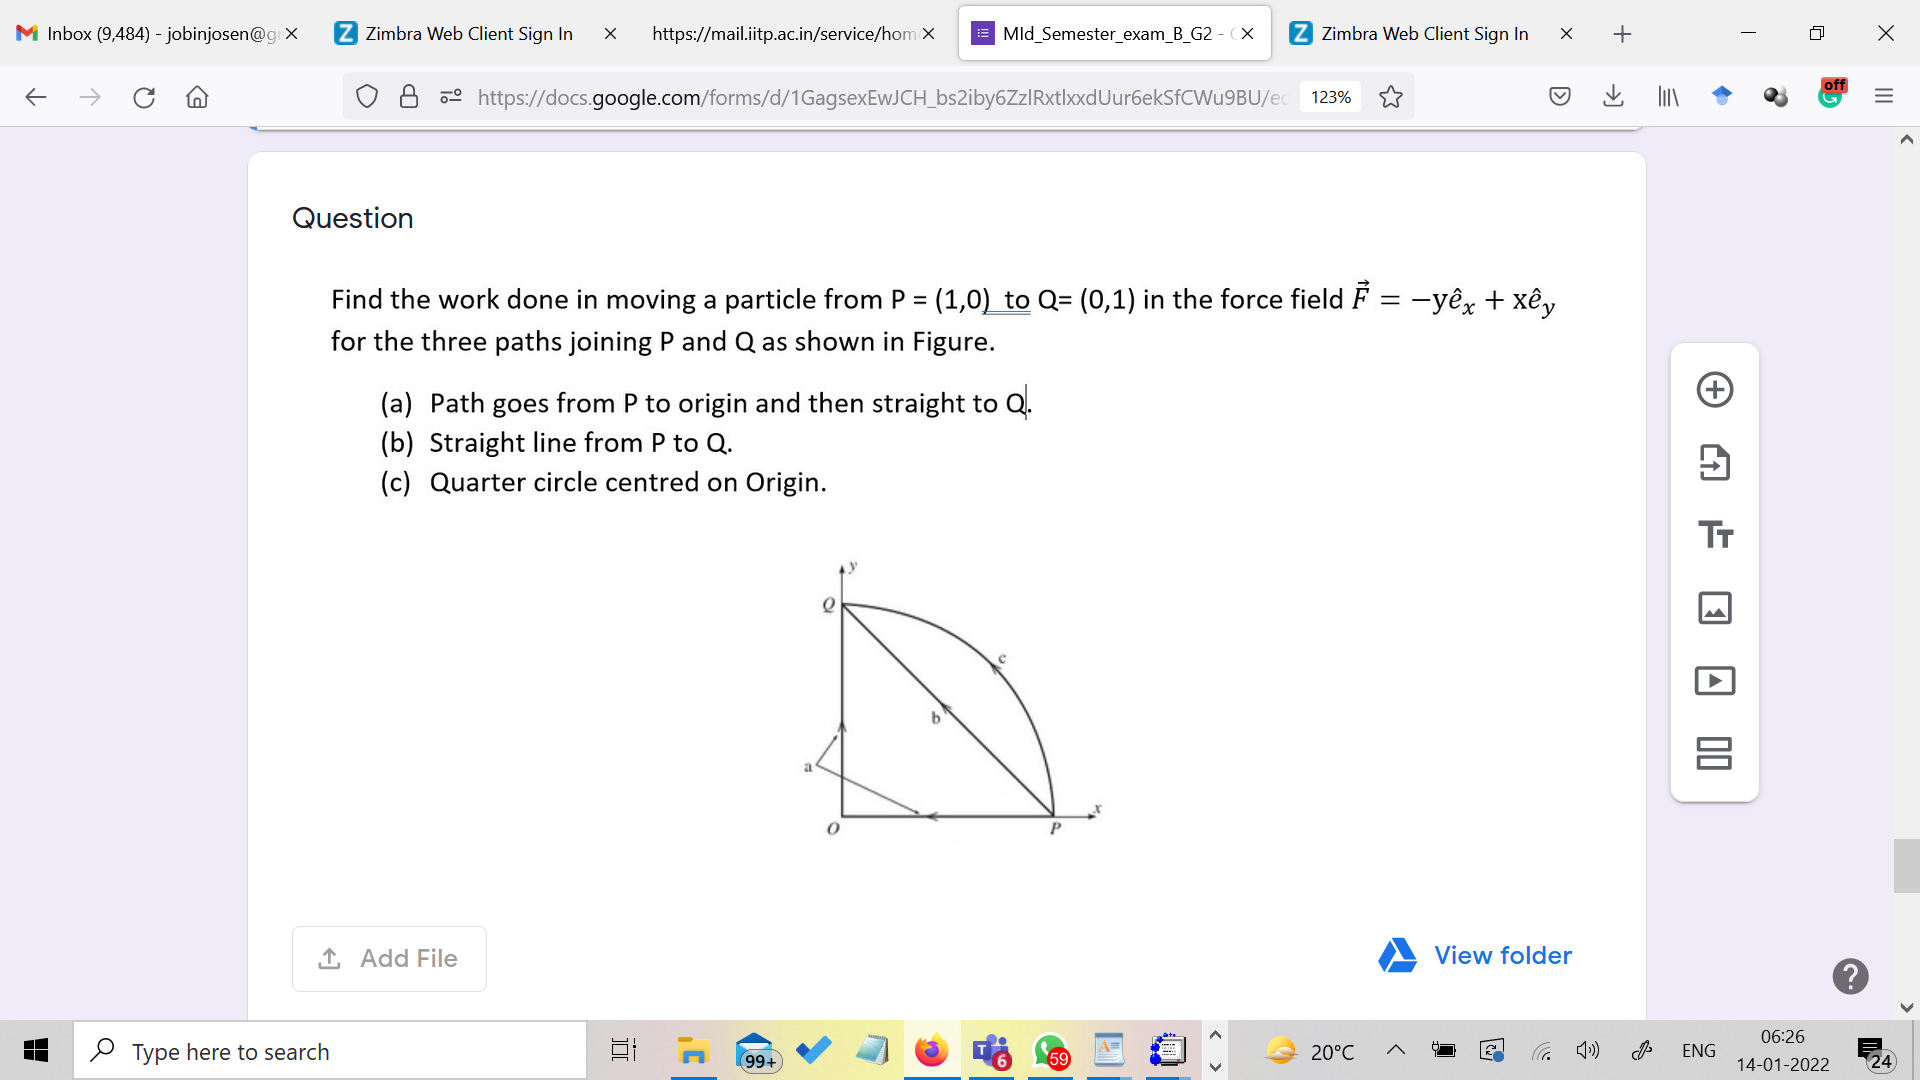 Inbox (9,484) - jobinjosen@g
Zimbra Web Client Sign In
https://mail.iitp.ac.in/service/hom
MId_Semester_exam_B_G2 -
Zimbra Web Client Sign In
https://docs.google.com/forms/d/1GagsexEwJCH_bs2iby6ZzlRxtlxxdUur6ekSfCWu9BU/ed
123%
off
Question
Find the work done in moving a particle from P = (1,0) to Q= (0,1) in the force field F⃗ = −yêₓ + xê_y
for the three paths joining P and Q as shown in Figure.
(a) Path goes from P to origin and then straight to Q.
(b) Straight line from P to Q.
(c) Quarter circle centred on Origin.
y
Q
c
b
a
x
O
P
Add File
View folder
Type here to search
99+
6
59
20°C
ENG
06:26
14-01-2022
24